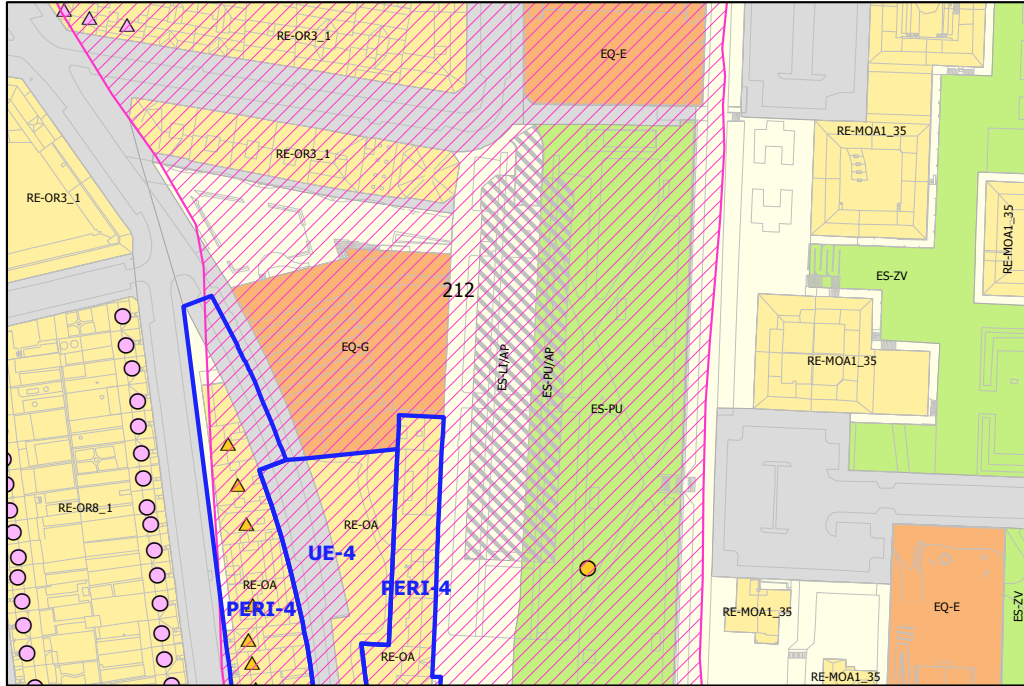 RE-OR3_1
EQ-E
RE-MOA1_35
RE-OR3_1
RE-OR3_1
RE-MOA1_35
ES-ZV
212
EQ-G
ES-LI/AP
ES-PU/AP
RE-MOA1_35
ES-PU
RE-OR8_1
RE-OA
UE-4
RE-OA
PERI-4
PERI-4
RE-MOA1_35
EQ-E
ES-ZV
RE-OA
RE-MOA1_35